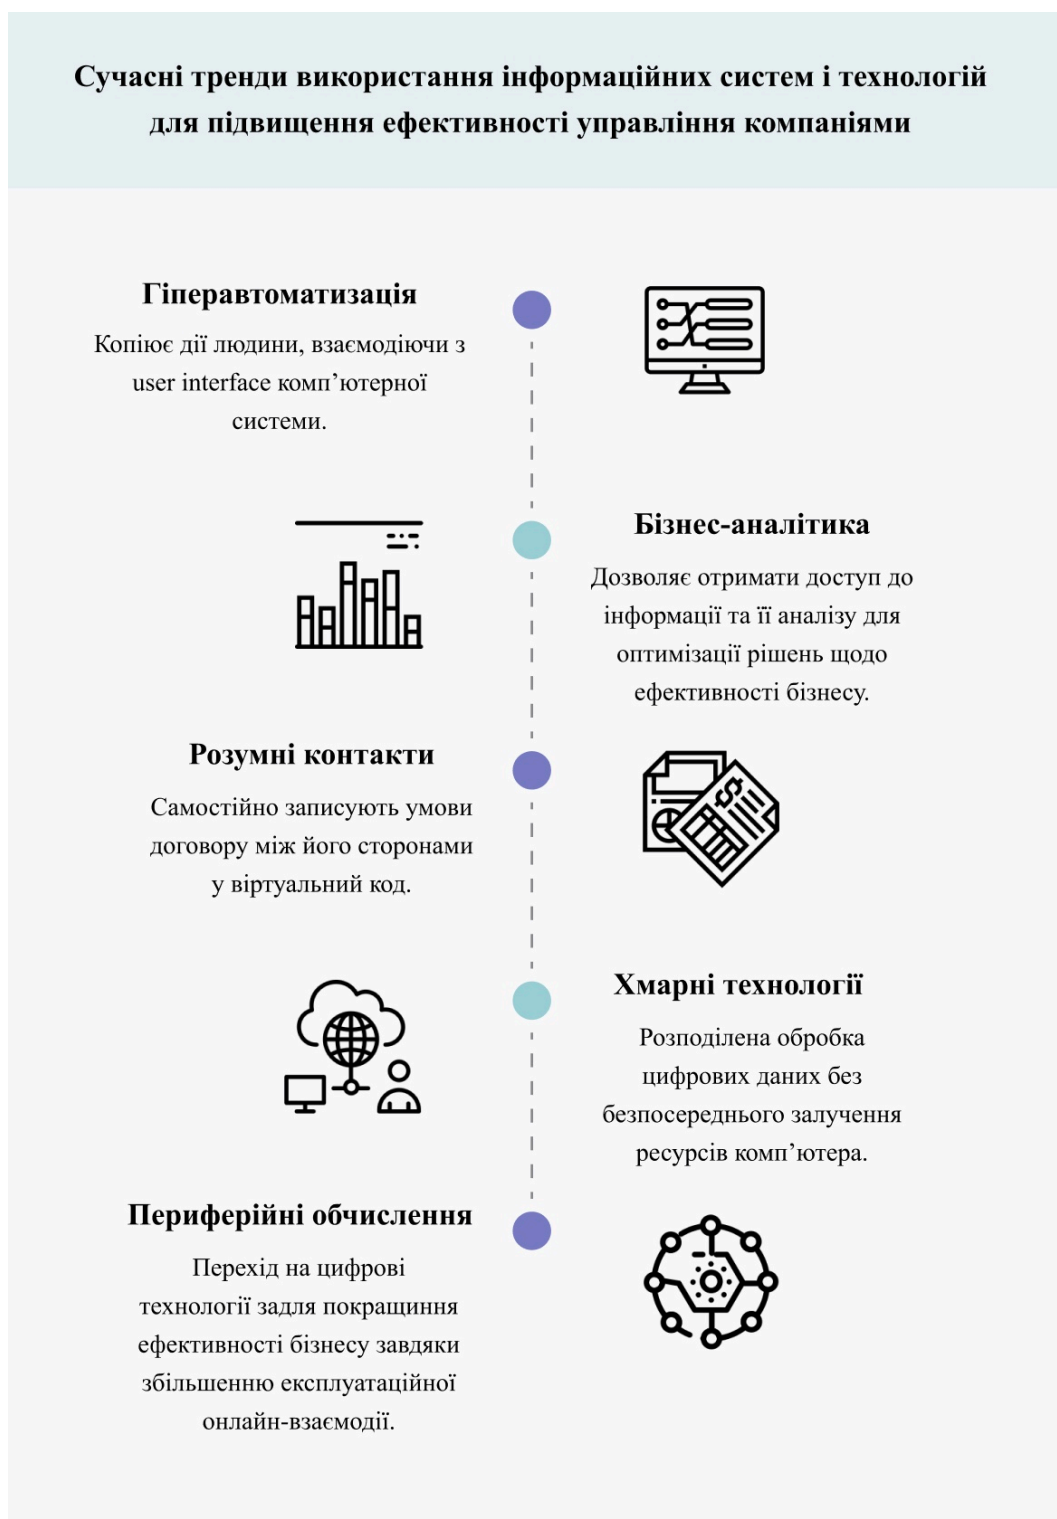 Сучасні тренди використання інформаційних систем і технологій
для підвищення ефективності управління компаніями
Гіперавтоматизація
Копіює дії людини, взаємодіючи з
user interface комп’ютерної
системи.
Бізнес-аналітика
Дозволяє отримати доступ до
інформації та її аналізу для
оптимізації рішень щодо
ефективності бізнесу.
Розумні контакти
Самостійно записують умови
договору між його сторонами
у віртуальний код.
Хмарні технології
Розподілена обробка
цифрових даних без
безпосереднього залучення
ресурсів комп’ютера.
Периферійні обчислення
Перехід на цифрові
технології задля покращиння
ефективності бізнесу завдяки
збільшенню експлуатаційної
онлайн-взаємодії.